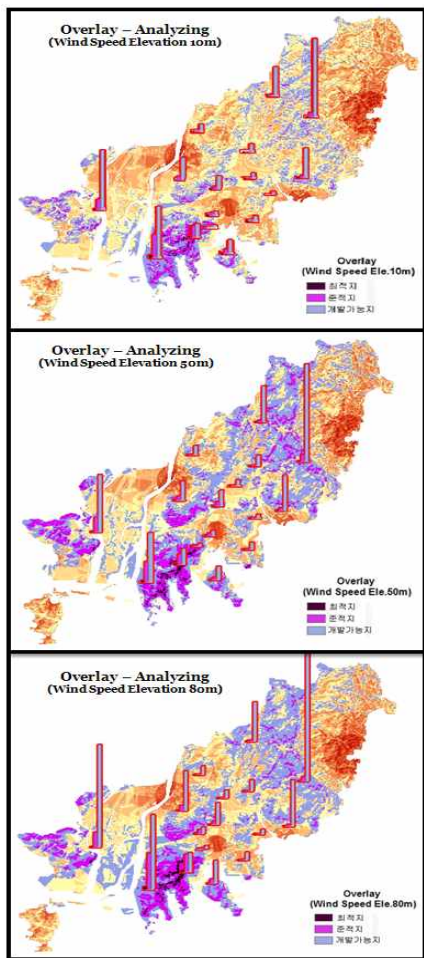 Overlay – Analyzing
(Wind Speed Elevation 10m)
Overlay
(Wind Speed Ele.10m)
최적지
준적지
개발가능지
Overlay – Analyzing
(Wind Speed Elevation 50m)
Overlay
(Wind Speed Ele.50m)
최적지
준적지
개발가능지
Overlay – Analyzing
(Wind Speed Elevation 80m)
Overlay
(Wind Speed Ele.80m)
최적지
준적지
개발가능지